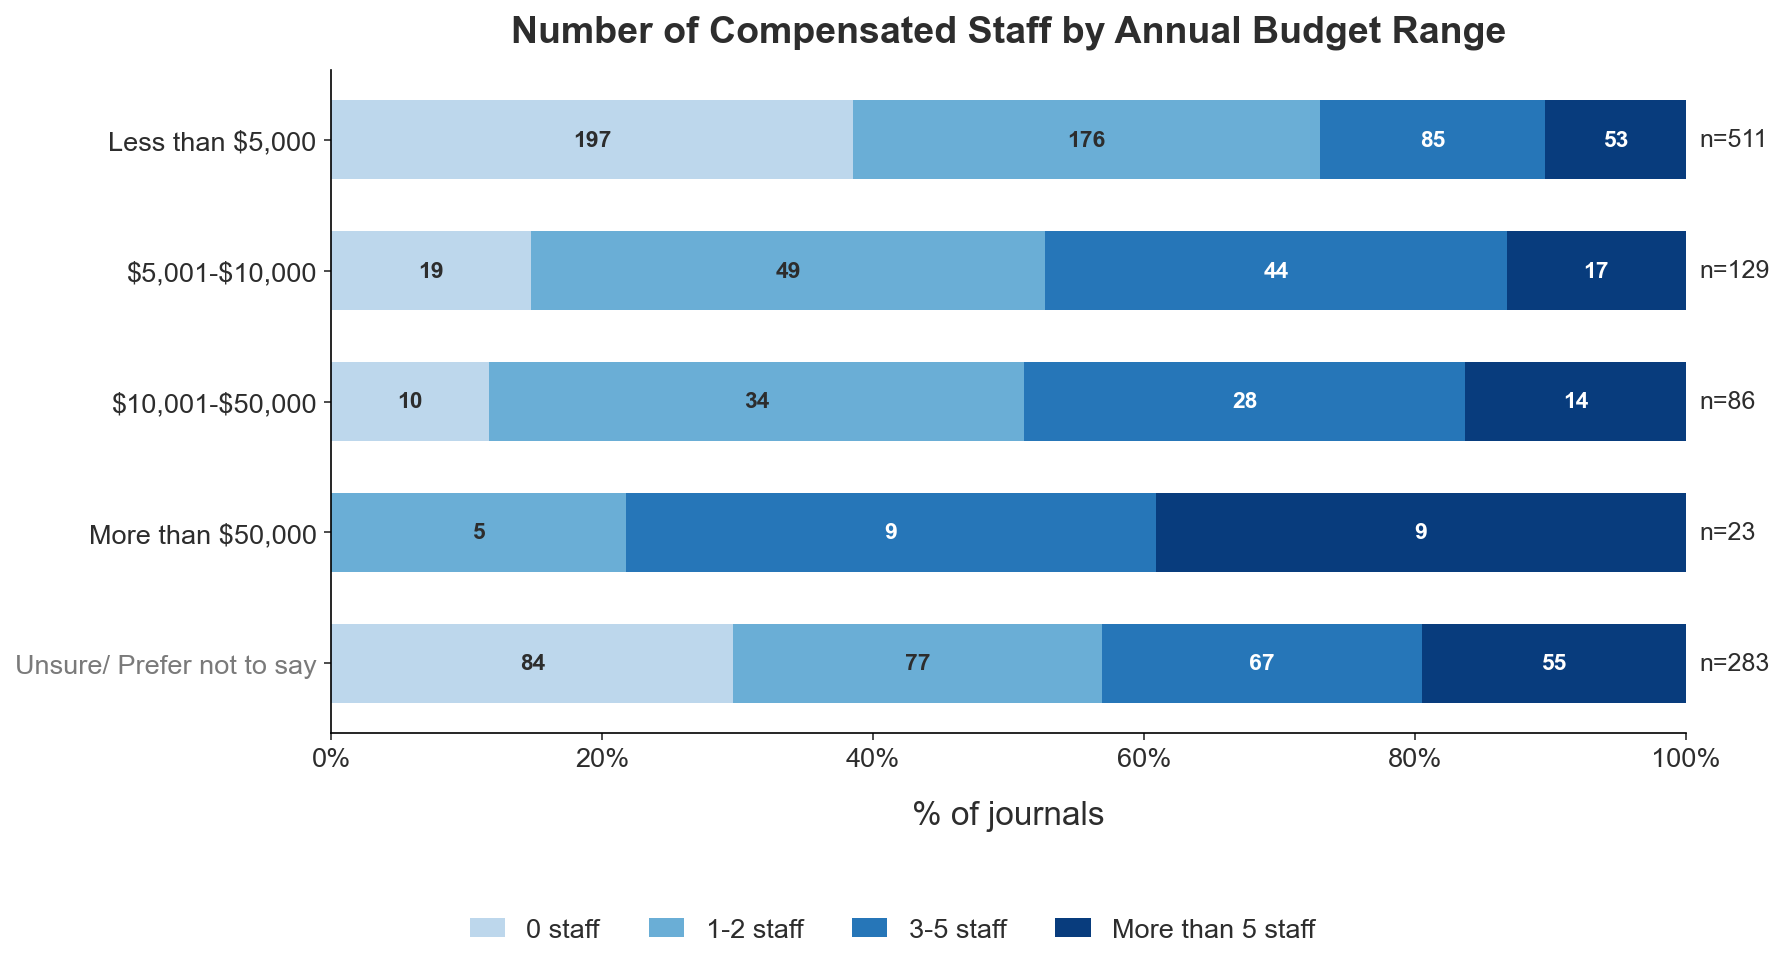 Number of Compensated Staff by Annual Budget Range
Less than $5,000 197 176 85 53 n=511
$5,001-$10,000 19 49 44 17 n=129
$10,001-$50,000 10 34 28 14 n=86
More than $50,000 5 9 9 n=23
Unsure/ Prefer not to say 84 77 67 55 n=283
0% 20% 40% 60% 80% 100%
% of journals
0 staff 1-2 staff 3-5 staff More than 5 staff